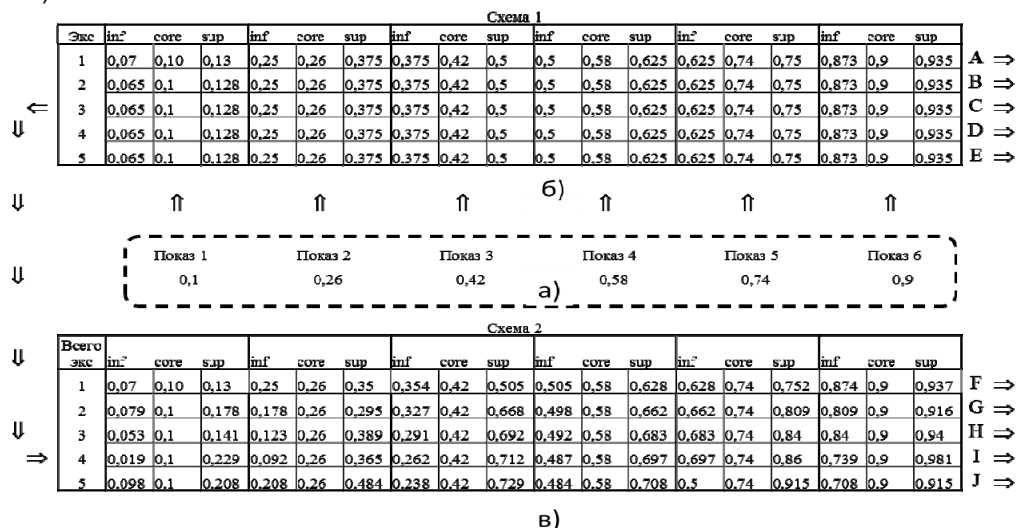 Схема 1
Экс inf core sup inf core sup inf core sup inf core sup inf core sup inf core sup
1 0,07 0,10 0,13 0,25 0,26 0,375 0,375 0,42 0,5 0,5 0,58 0,625 0,625 0,74 0,75 0,873 0,9 0,935 A ⇒
2 0,065 0,1 0,128 0,25 0,26 0,375 0,375 0,42 0,5 0,5 0,58 0,625 0,625 0,74 0,75 0,873 0,9 0,935 B ⇒
⇐ 3 0,065 0,1 0,128 0,25 0,26 0,375 0,375 0,42 0,5 0,5 0,58 0,625 0,625 0,74 0,75 0,873 0,9 0,935 C ⇒
⇓ 4 0,065 0,1 0,128 0,25 0,26 0,375 0,375 0,42 0,5 0,5 0,58 0,625 0,625 0,74 0,75 0,873 0,9 0,935 D ⇒
5 0,065 0,1 0,128 0,25 0,26 0,375 0,375 0,42 0,5 0,5 0,58 0,625 0,625 0,74 0,75 0,873 0,9 0,935 E ⇒
б)
⇓ ⇑ ⇑ ⇑ ⇑ ⇑ ⇑
Показ 1 Показ 2 Показ 3 Показ 4 Показ 5 Показ 6
⇓ 0,1 0,26 0,42 0,58 0,74 0,9
а)
Схема 2
Всего
⇓ экс inf core sup inf core sup inf core sup inf core sup inf core sup inf core sup
1 0,07 0,10 0,13 0,25 0,26 0,35 0,354 0,42 0,505 0,505 0,58 0,628 0,628 0,74 0,752 0,874 0,9 0,937 F ⇒
2 0,079 0,1 0,178 0,178 0,26 0,295 0,327 0,42 0,668 0,498 0,58 0,662 0,662 0,74 0,809 0,809 0,9 0,916 G ⇒
⇓ 3 0,053 0,1 0,141 0,123 0,26 0,389 0,291 0,42 0,692 0,492 0,58 0,683 0,683 0,74 0,84 0,84 0,9 0,94 H ⇒
⇒ 4 0,019 0,1 0,229 0,092 0,26 0,365 0,262 0,42 0,712 0,487 0,58 0,697 0,697 0,74 0,86 0,739 0,9 0,981 I ⇒
5 0,098 0,1 0,208 0,208 0,26 0,484 0,238 0,42 0,729 0,484 0,58 0,708 0,5 0,74 0,915 0,708 0,9 0,915 J ⇒
в)